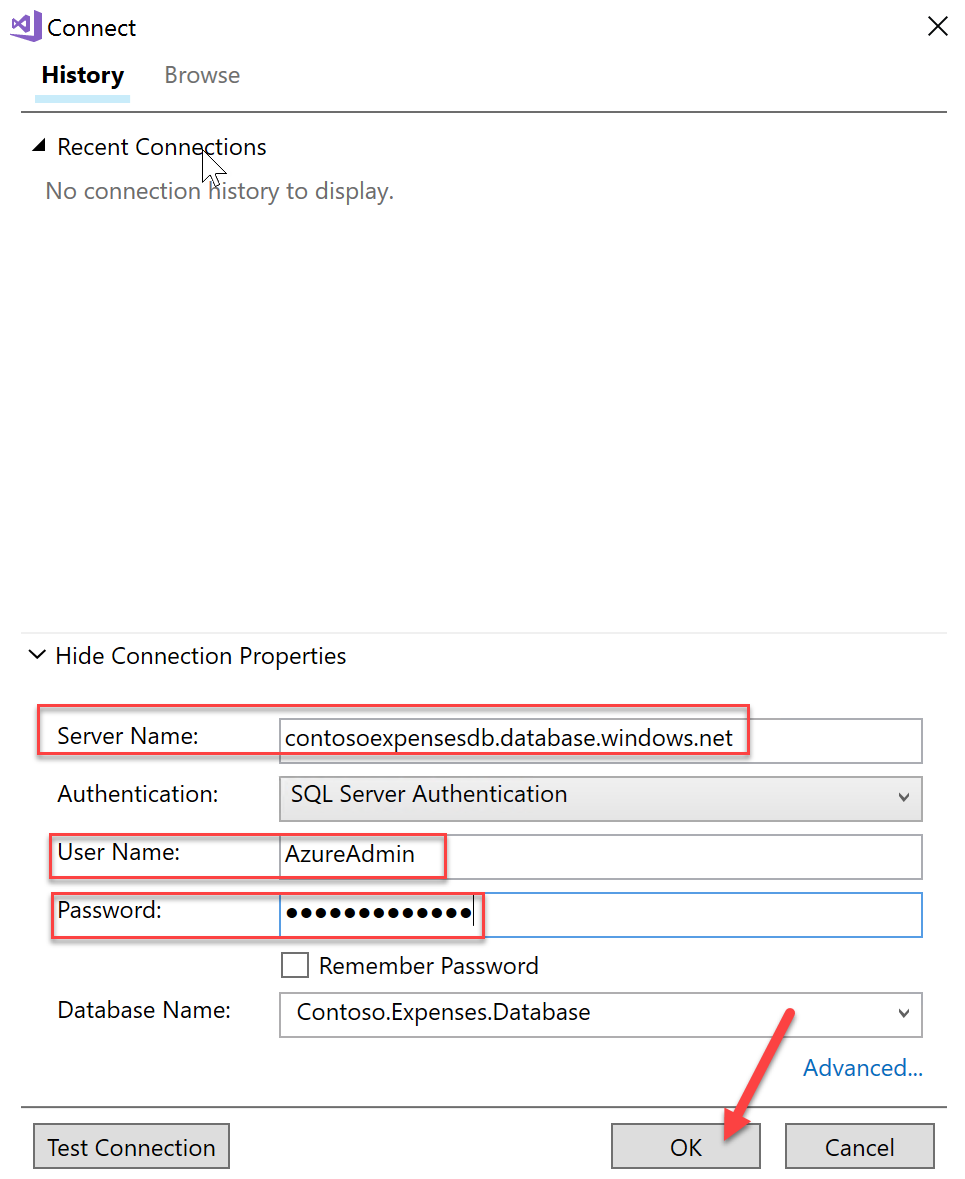 Connect
History Browse
Recent Connections
No connection history to display.
Hide Connection Properties
Server Name: contosoexpensesdb.database.windows.net
Authentication: SQL Server Authentication
User Name: AzureAdmin
Password: ●●●●●●●●●●●●●
Remember Password
Database Name: Contoso.Expenses.Database
Advanced...
Test Connection OK Cancel